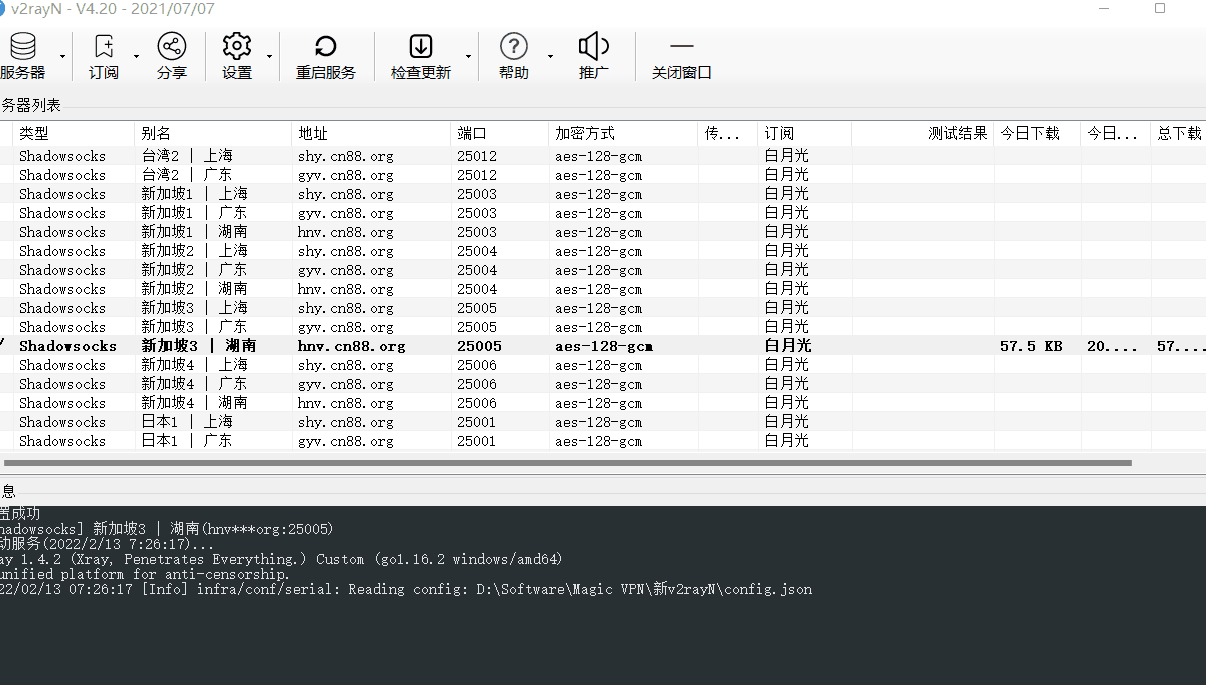 v2rayN - V4.20 - 2021/07/07
服务器 订阅 分享 设置 重启服务 检查更新 帮助 推广 关闭窗口
务器列表
类型 别名 地址 端口 加密方式 传... 订阅 测试结果 今日下载 今日... 总下载
Shadowsocks 台湾2 | 上海 shy.cn88.org 25012 aes-128-gcm 白月光
Shadowsocks 台湾2 | 广东 gyv.cn88.org 25012 aes-128-gcm 白月光
Shadowsocks 新加坡1 | 上海 shy.cn88.org 25003 aes-128-gcm 白月光
Shadowsocks 新加坡1 | 广东 gyv.cn88.org 25003 aes-128-gcm 白月光
Shadowsocks 新加坡1 | 湖南 hnv.cn88.org 25003 aes-128-gcm 白月光
Shadowsocks 新加坡2 | 上海 shy.cn88.org 25004 aes-128-gcm 白月光
Shadowsocks 新加坡2 | 广东 gyv.cn88.org 25004 aes-128-gcm 白月光
Shadowsocks 新加坡2 | 湖南 hnv.cn88.org 25004 aes-128-gcm 白月光
Shadowsocks 新加坡3 | 上海 shy.cn88.org 25005 aes-128-gcm 白月光
Shadowsocks 新加坡3 | 广东 gyv.cn88.org 25005 aes-128-gcm 白月光
Shadowsocks 新加坡3 | 湖南 hnv.cn88.org 25005 aes-128-gcm 白月光 57.5 KB 20.... 57....
Shadowsocks 新加坡4 | 上海 shy.cn88.org 25006 aes-128-gcm 白月光
Shadowsocks 新加坡4 | 广东 gyv.cn88.org 25006 aes-128-gcm 白月光
Shadowsocks 新加坡4 | 湖南 hnv.cn88.org 25006 aes-128-gcm 白月光
Shadowsocks 日本1 | 上海 shy.cn88.org 25001 aes-128-gcm 白月光
Shadowsocks 日本1 | 广东 gyv.cn88.org 25001 aes-128-gcm 白月光
息
置成功
hadowsocks] 新加坡3 | 湖南(hnv***org:25005)
动服务(2022/2/13 7:26:17)...
ay 1.4.2 (Xray, Penetrates Everything.) Custom (go1.16.2 windows/amd64)
unified platform for anti-censorship.
22/02/13 07:26:17 [Info] infra/conf/serial: Reading config: D:\Software\Magic VPN\新v2rayN\config.json